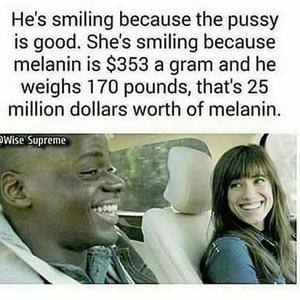 He's smiling because the pussy
is good. She's smiling because
melanin is $353 a gram and he
weighs 170 pounds, that's 25
million dollars worth of melanin.
@Wise Supreme